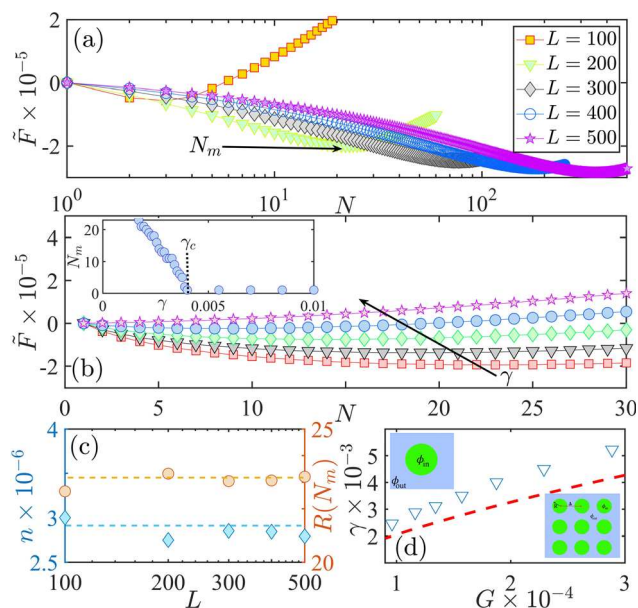 (a)
2
0
-2
F̃ × 10⁻⁵
N_m
L = 100
L = 200
L = 300
L = 400
L = 500
10⁰ 10¹ 10²
N
(b)
4
2
0
-2
F̃ × 10⁻⁵
20
10
0
N_m
γ_c
0 0.005 0.01
γ
γ
0 5 10 15 20 25 30
N
(c)
4
3.5
3
2.5
n × 10⁻⁶
25
20
R(N_m)
100 200 300 400 500
L
(d)
5
4
3
2
γ × 10⁻³
ϕ_in
ϕ_out
1 2 3
G × 10⁻⁴